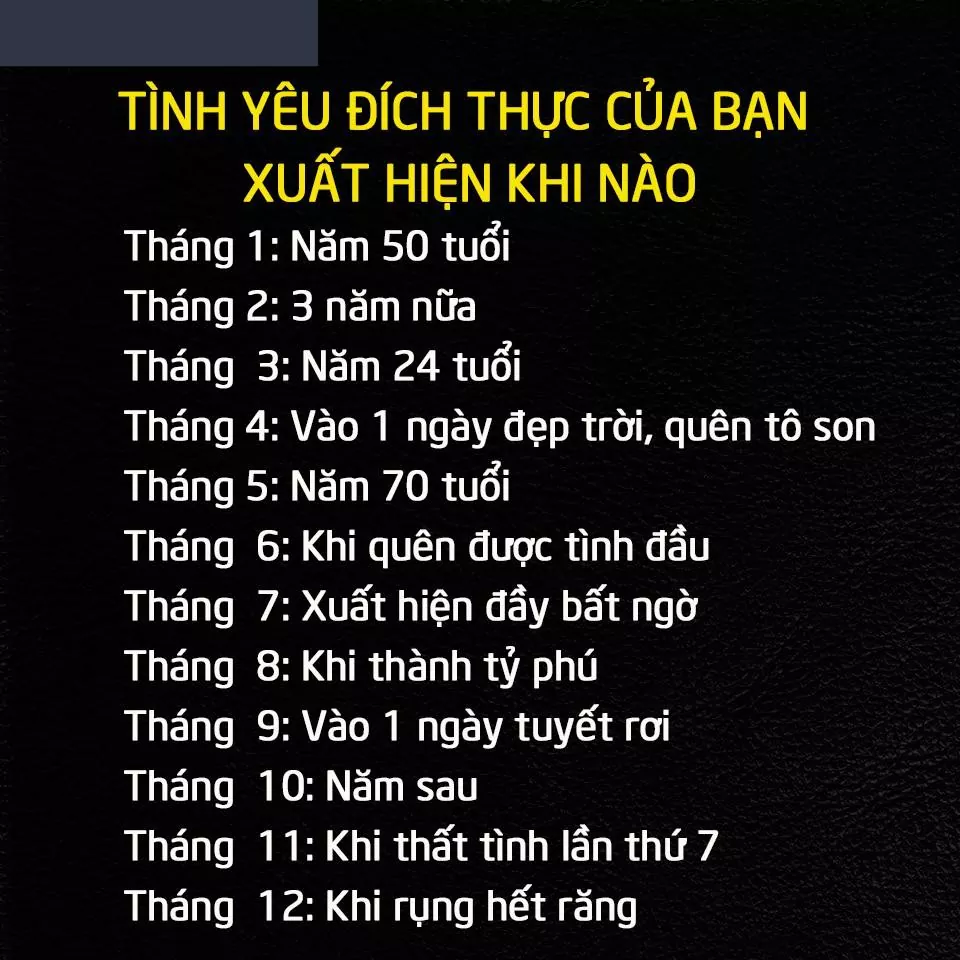 TÌNH YÊU ĐÍCH THỰC CỦA BẠN
XUẤT HIỆN KHI NÀO
Tháng 1: Năm 50 tuổi
Tháng 2: 3 năm nữa
Tháng 3: Năm 24 tuổi
Tháng 4: Vào 1 ngày đẹp trời, quên tô son
Tháng 5: Năm 70 tuổi
Tháng 6: Khi quên được tình đầu
Tháng 7: Xuất hiện đầy bất ngờ
Tháng 8: Khi thành tỷ phú
Tháng 9: Vào 1 ngày tuyết rơi
Tháng 10: Năm sau
Tháng 11: Khi thất tình lần thứ 7
Tháng 12: Khi rụng hết răng